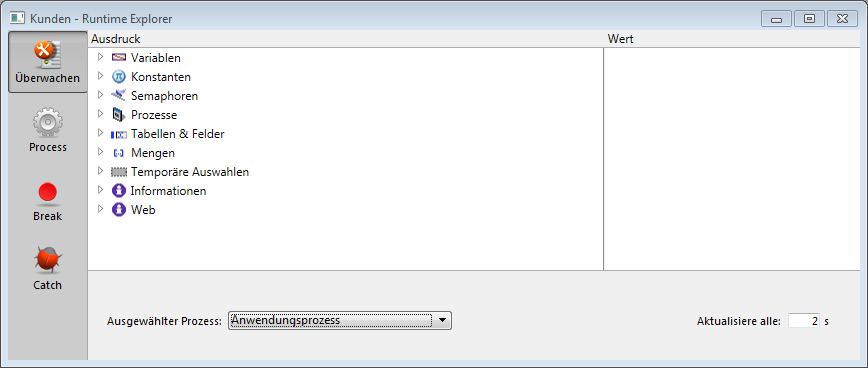 Kunden - Runtime Explorer
Überwachen
Process
Break
Catch
Ausdruck Wert
Variablen
Konstanten
Semaphoren
Prozesse
Tabellen & Felder
Mengen
Temporäre Auswahlen
Informationen
Web
Ausgewählter Prozess: Anwendungsprozess Aktualisiere alle: 2 s